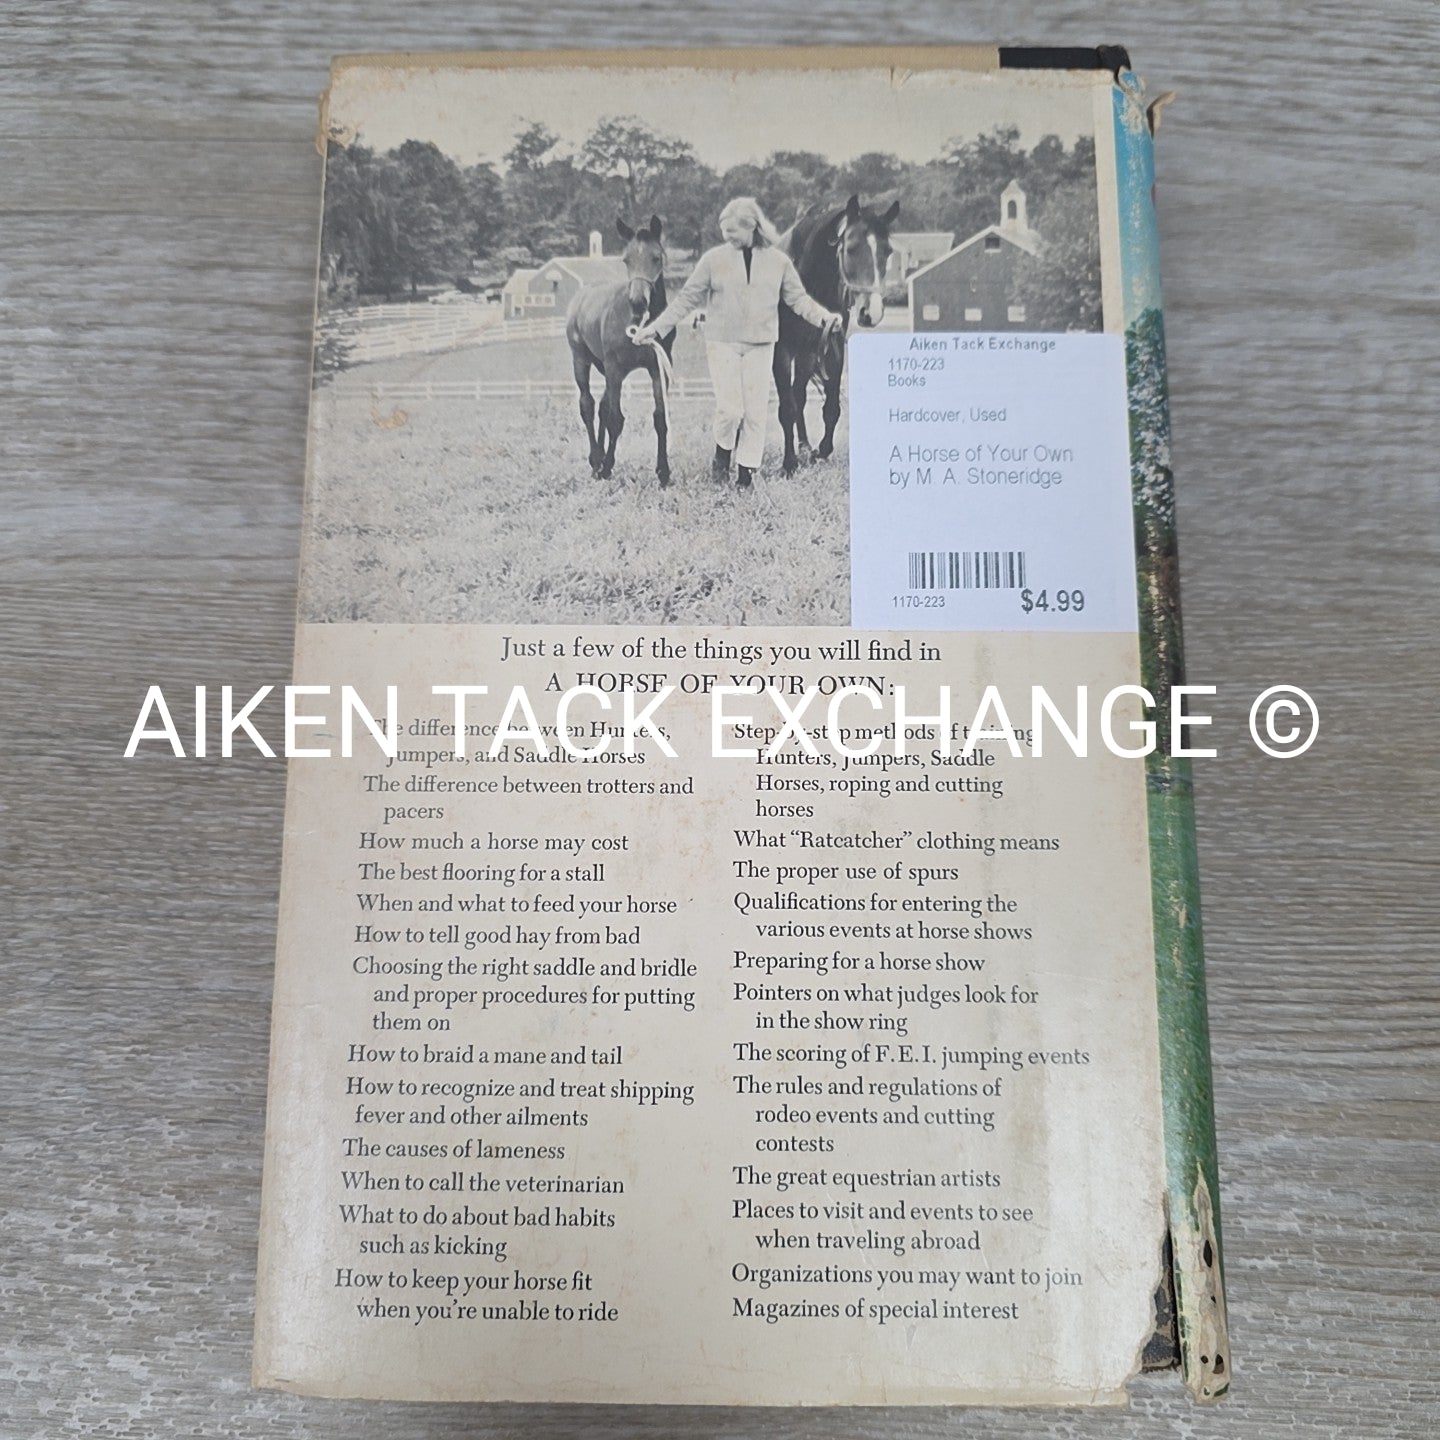 Aiken Tack Exchange
1170-223
Books
Hardcover, Used
A Horse of Your Own
by M. A. Stoneridge
1170-223
$4.99
Just a few of the things you will find in
A HORSE OF YOUR OWN:
AIKEN TACK EXCHANGE ©
The difference between Hunters,
Jumpers, and Saddle Horses
The difference between trotters and
pacers
How much a horse may cost
The best flooring for a stall
When and what to feed your horse
How to tell good hay from bad
Choosing the right saddle and bridle
and proper procedures for putting
them on
How to braid a mane and tail
How to recognize and treat shipping
fever and other ailments
The causes of lameness
When to call the veterinarian
What to do about bad habits
such as kicking
How to keep your horse fit
when you're unable to ride
Step-by-step methods of training
Hunters, Jumpers, Saddle
Horses, roping and cutting
horses
What “Ratcatcher” clothing means
The proper use of spurs
Qualifications for entering the
various events at horse shows
Preparing for a horse show
Pointers on what judges look for
in the show ring
The scoring of F.E.I. jumping events
The rules and regulations of
rodeo events and cutting
contests
The great equestrian artists
Places to visit and events to see
when traveling abroad
Organizations you may want to join
Magazines of special interest